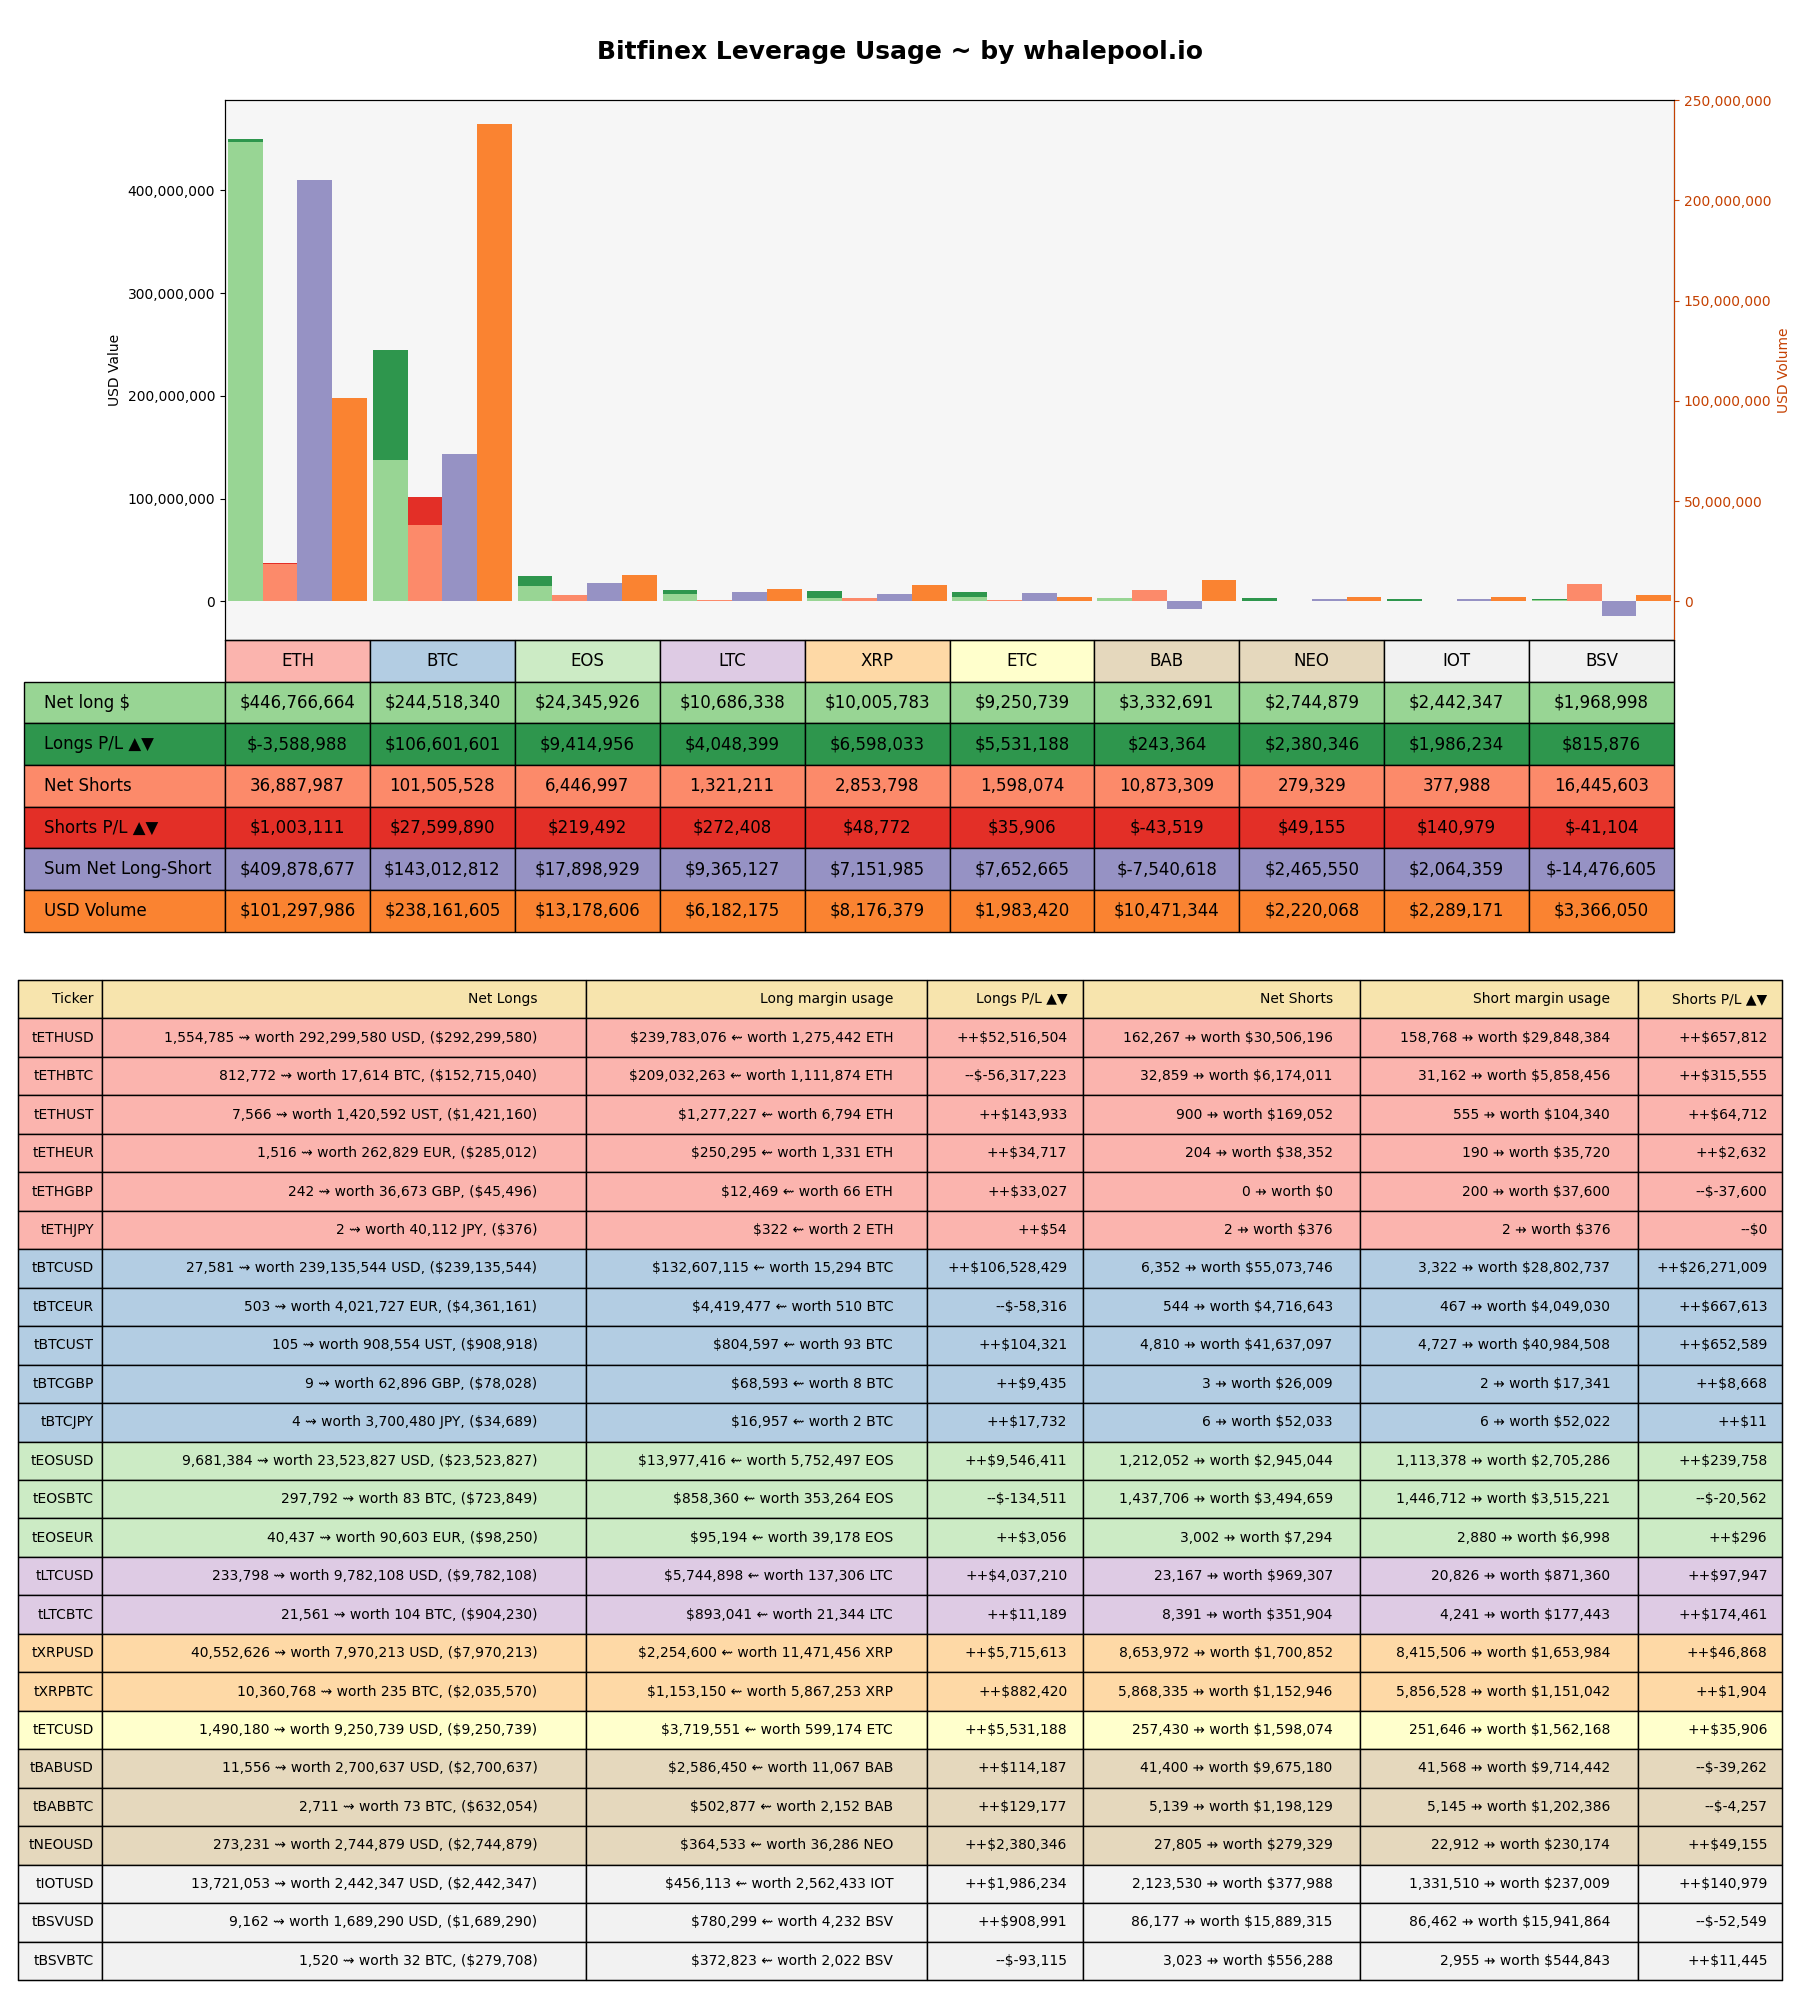 Bitfinex Leverage Usage ~ by whalepool.io
250,000,000
400,000,000
200,000,000
300,000,000
150,000,000
USD Value
USD Volume
200,000,000
100,000,000
100,000,000
50,000,000
0
0
ETH BTC EOS LTC XRP ETC BAB NEO IOT BSV
Net long $ $446,766,664 $244,518,340 $24,345,926 $10,686,338 $10,005,783 $9,250,739 $3,332,691 $2,744,879 $2,442,347 $1,968,998
Longs P/L ▲▼ $-3,588,988 $106,601,601 $9,414,956 $4,048,399 $6,598,033 $5,531,188 $243,364 $2,380,346 $1,986,234 $815,876
Net Shorts 36,887,987 101,505,528 6,446,997 1,321,211 2,853,798 1,598,074 10,873,309 279,329 377,988 16,445,603
Shorts P/L ▲▼ $1,003,111 $27,599,890 $219,492 $272,408 $48,772 $35,906 $-43,519 $49,155 $140,979 $-41,104
Sum Net Long-Short $409,878,677 $143,012,812 $17,898,929 $9,365,127 $7,151,985 $7,652,665 $-7,540,618 $2,465,550 $2,064,359 $-14,476,605
USD Volume $101,297,986 $238,161,605 $13,178,606 $6,182,175 $8,176,379 $1,983,420 $10,471,344 $2,220,068 $2,289,171 $3,366,050
Ticker Net Longs Long margin usage Longs P/L ▲▼ Net Shorts Short margin usage Shorts P/L ▲▼
tETHUSD 1,554,785 ⇝ worth 292,299,580 USD, ($292,299,580) $239,783,076 ⇜ worth 1,275,442 ETH ++$52,516,504 162,267 ⇸ worth $30,506,196 158,768 ⇸ worth $29,848,384 ++$657,812
tETHBTC 812,772 ⇝ worth 17,614 BTC, ($152,715,040) $209,032,263 ⇜ worth 1,111,874 ETH --$-56,317,223 32,859 ⇸ worth $6,174,011 31,162 ⇸ worth $5,858,456 ++$315,555
tETHUST 7,566 ⇝ worth 1,420,592 UST, ($1,421,160) $1,277,227 ⇜ worth 6,794 ETH ++$143,933 900 ⇸ worth $169,052 555 ⇸ worth $104,340 ++$64,712
tETHEUR 1,516 ⇝ worth 262,829 EUR, ($285,012) $250,295 ⇜ worth 1,331 ETH ++$34,717 204 ⇸ worth $38,352 190 ⇸ worth $35,720 ++$2,632
tETHGBP 242 ⇝ worth 36,673 GBP, ($45,496) $12,469 ⇜ worth 66 ETH ++$33,027 0 ⇸ worth $0 200 ⇸ worth $37,600 --$-37,600
tETHJPY 2 ⇝ worth 40,112 JPY, ($376) $322 ⇜ worth 2 ETH ++$54 2 ⇸ worth $376 2 ⇸ worth $376 --$0
tBTCUSD 27,581 ⇝ worth 239,135,544 USD, ($239,135,544) $132,607,115 ⇜ worth 15,294 BTC ++$106,528,429 6,352 ⇸ worth $55,073,746 3,322 ⇸ worth $28,802,737 ++$26,271,009
tBTCEUR 503 ⇝ worth 4,021,727 EUR, ($4,361,161) $4,419,477 ⇜ worth 510 BTC --$-58,316 544 ⇸ worth $4,716,643 467 ⇸ worth $4,049,030 ++$667,613
tBTCUST 105 ⇝ worth 908,554 UST, ($908,918) $804,597 ⇜ worth 93 BTC ++$104,321 4,810 ⇸ worth $41,637,097 4,727 ⇸ worth $40,984,508 ++$652,589
tBTCGBP 9 ⇝ worth 62,896 GBP, ($78,028) $68,593 ⇜ worth 8 BTC ++$9,435 3 ⇸ worth $26,009 2 ⇸ worth $17,341 ++$8,668
tBTCJPY 4 ⇝ worth 3,700,480 JPY, ($34,689) $16,957 ⇜ worth 2 BTC ++$17,732 6 ⇸ worth $52,033 6 ⇸ worth $52,022 ++$11
tEOSUSD 9,681,384 ⇝ worth 23,523,827 USD, ($23,523,827) $13,977,416 ⇜ worth 5,752,497 EOS ++$9,546,411 1,212,052 ⇸ worth $2,945,044 1,113,378 ⇸ worth $2,705,286 ++$239,758
tEOSBTC 297,792 ⇝ worth 83 BTC, ($723,849) $858,360 ⇜ worth 353,264 EOS --$-134,511 1,437,706 ⇸ worth $3,494,659 1,446,712 ⇸ worth $3,515,221 --$-20,562
tEOSEUR 40,437 ⇝ worth 90,603 EUR, ($98,250) $95,194 ⇜ worth 39,178 EOS ++$3,056 3,002 ⇸ worth $7,294 2,880 ⇸ worth $6,998 ++$296
tLTCUSD 233,798 ⇝ worth 9,782,108 USD, ($9,782,108) $5,744,898 ⇜ worth 137,306 LTC ++$4,037,210 23,167 ⇸ worth $969,307 20,826 ⇸ worth $871,360 ++$97,947
tLTCBTC 21,561 ⇝ worth 104 BTC, ($904,230) $893,041 ⇜ worth 21,344 LTC ++$11,189 8,391 ⇸ worth $351,904 4,241 ⇸ worth $177,443 ++$174,461
tXRPUSD 40,552,626 ⇝ worth 7,970,213 USD, ($7,970,213) $2,254,600 ⇜ worth 11,471,456 XRP ++$5,715,613 8,653,972 ⇸ worth $1,700,852 8,415,506 ⇸ worth $1,653,984 ++$46,868
tXRPBTC 10,360,768 ⇝ worth 235 BTC, ($2,035,570) $1,153,150 ⇜ worth 5,867,253 XRP ++$882,420 5,868,335 ⇸ worth $1,152,946 5,856,528 ⇸ worth $1,151,042 ++$1,904
tETCUSD 1,490,180 ⇝ worth 9,250,739 USD, ($9,250,739) $3,719,551 ⇜ worth 599,174 ETC ++$5,531,188 257,430 ⇸ worth $1,598,074 251,646 ⇸ worth $1,562,168 ++$35,906
tBABUSD 11,556 ⇝ worth 2,700,637 USD, ($2,700,637) $2,586,450 ⇜ worth 11,067 BAB ++$114,187 41,400 ⇸ worth $9,675,180 41,568 ⇸ worth $9,714,442 --$-39,262
tBABBTC 2,711 ⇝ worth 73 BTC, ($632,054) $502,877 ⇜ worth 2,152 BAB ++$129,177 5,139 ⇸ worth $1,198,129 5,145 ⇸ worth $1,202,386 --$-4,257
tNEOUSD 273,231 ⇝ worth 2,744,879 USD, ($2,744,879) $364,533 ⇜ worth 36,286 NEO ++$2,380,346 27,805 ⇸ worth $279,329 22,912 ⇸ worth $230,174 ++$49,155
tIOTUSD 13,721,053 ⇝ worth 2,442,347 USD, ($2,442,347) $456,113 ⇜ worth 2,562,433 IOT ++$1,986,234 2,123,530 ⇸ worth $377,988 1,331,510 ⇸ worth $237,009 ++$140,979
tBSVUSD 9,162 ⇝ worth 1,689,290 USD, ($1,689,290) $780,299 ⇜ worth 4,232 BSV ++$908,991 86,177 ⇸ worth $15,889,315 86,462 ⇸ worth $15,941,864 --$-52,549
tBSVBTC 1,520 ⇝ worth 32 BTC, ($279,708) $372,823 ⇜ worth 2,022 BSV --$-93,115 3,023 ⇸ worth $556,288 2,955 ⇸ worth $544,843 ++$11,445